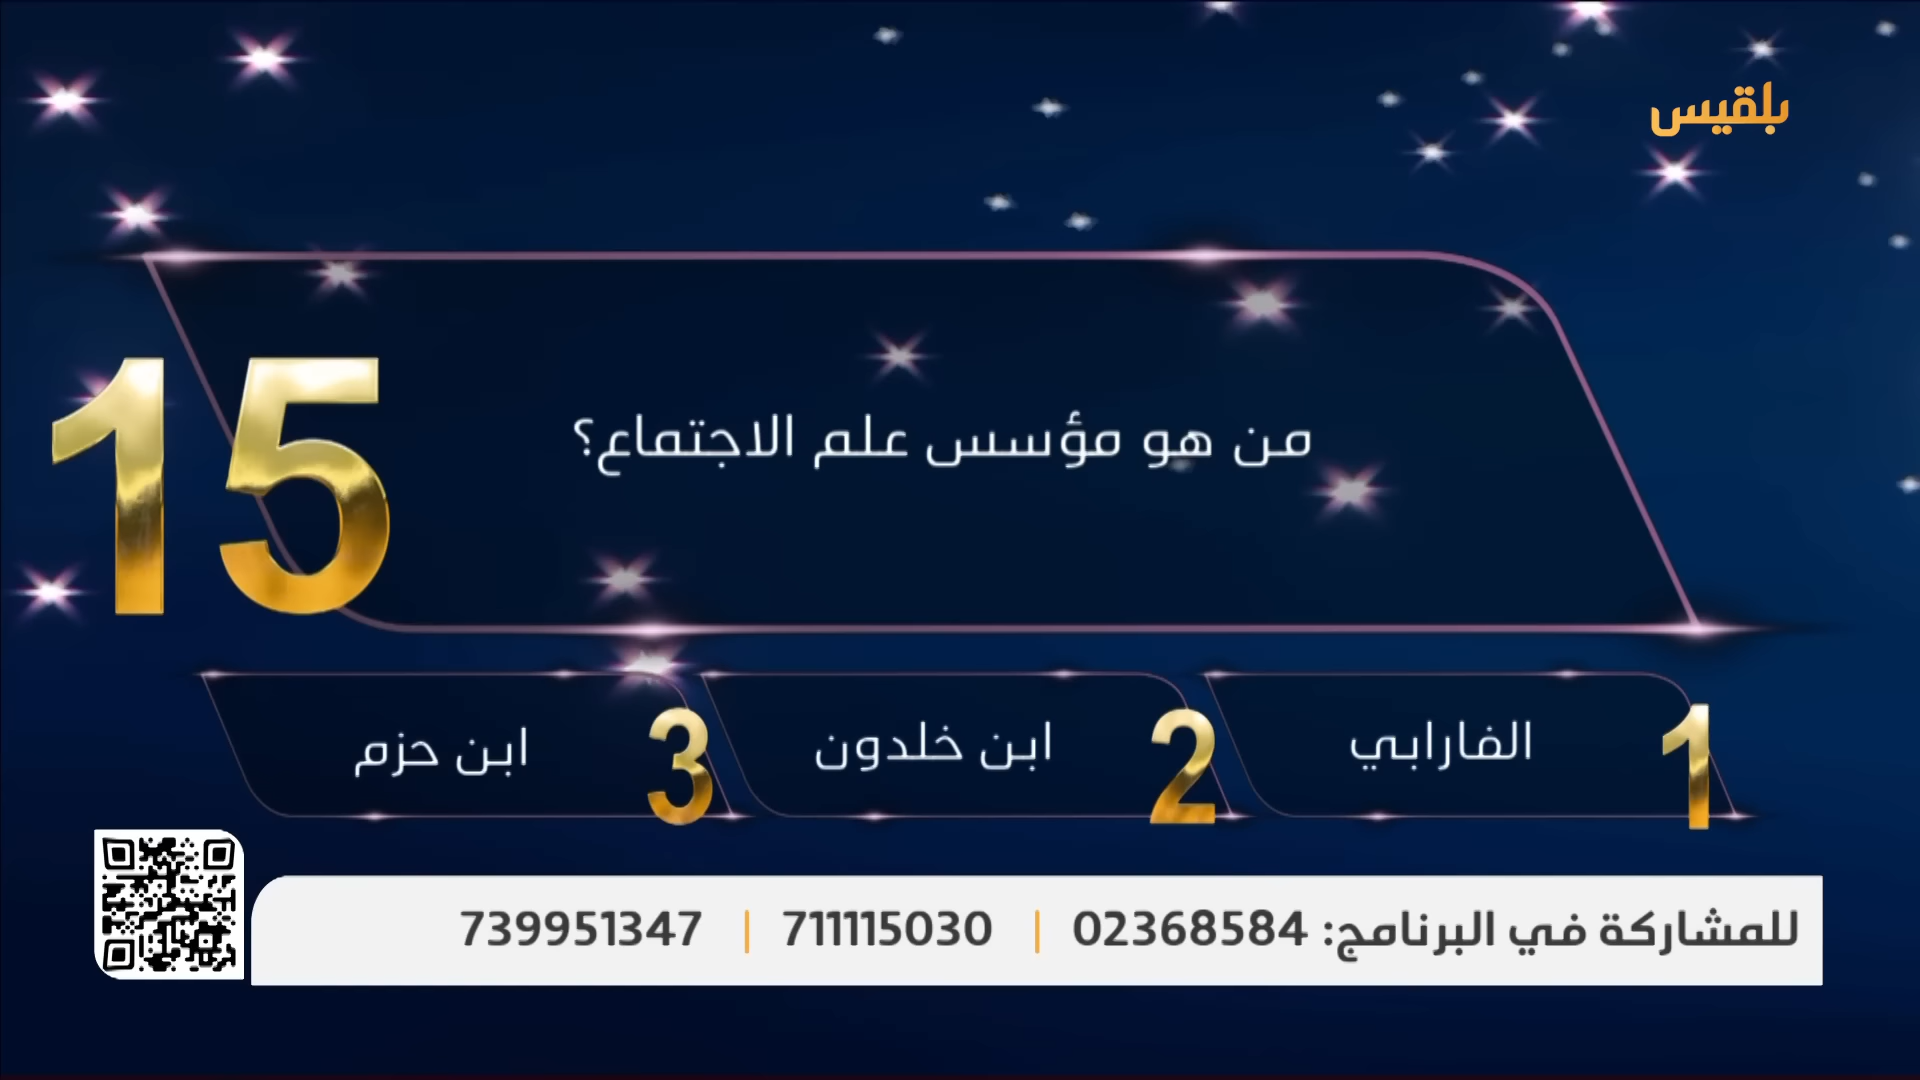 بلقيس
15
من هو مؤسس علم الاجتماع؟
1 الفارابي
2 ابن خلدون
3 ابن حزم
للمشاركة في البرنامج: 02368584 | 711115030 | 739951347